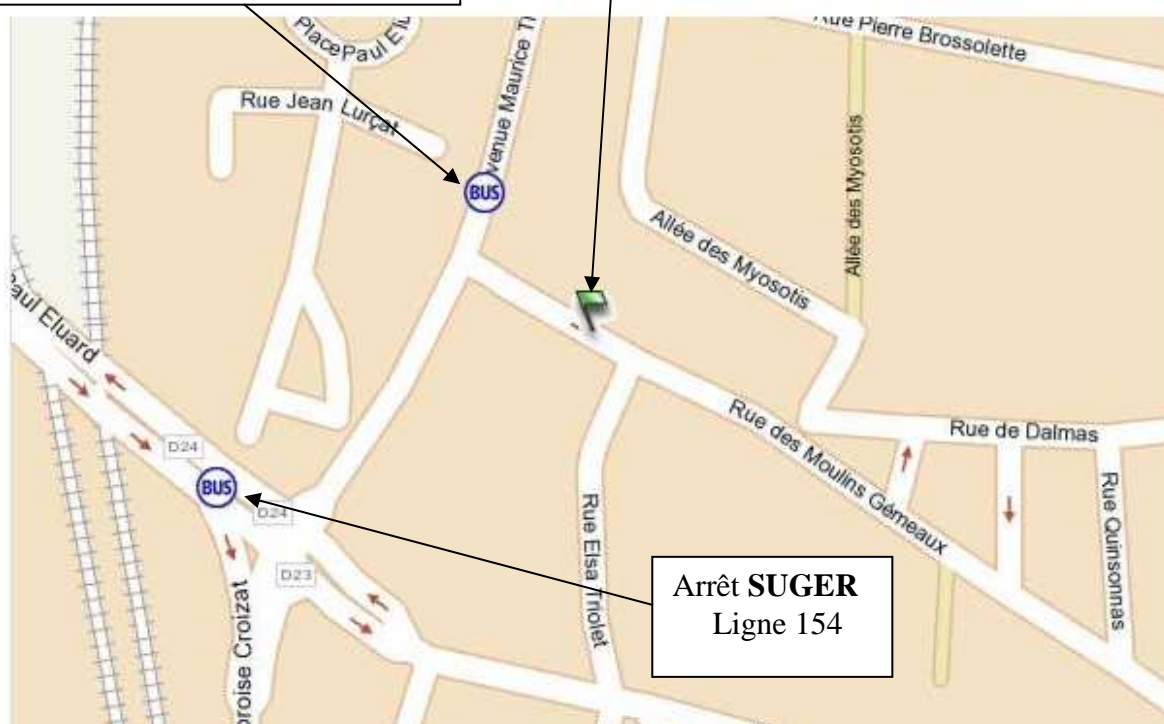 Rue Pierre Brossolette
Place Paul Elu
Avenue Maurice Th
Rue Jean Lurçat
BUS
Allée des Myosotis
Allée des Myosotis
Paul Eluard
Rue des Moulins Gémeaux
Rue de Dalmas
D24
BUS
D24
Rue Quinsonnas
Rue Elsa Triolet
D23
Arrêt SUGER
Ligne 154
broise Croizat